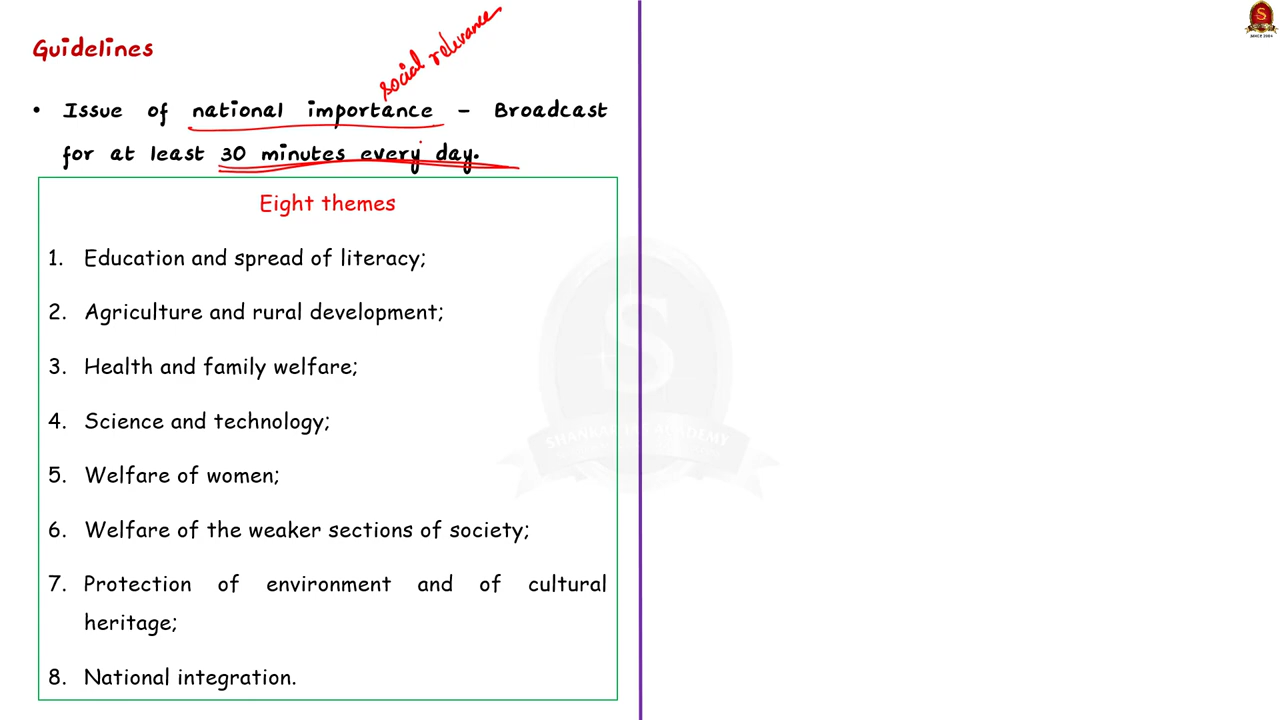 Guidelines
social relevance
• Issue of national importance – Broadcast
for at least 30 minutes every day.
Eight themes
1. Education and spread of literacy;
2. Agriculture and rural development;
3. Health and family welfare;
4. Science and technology;
5. Welfare of women;
6. Welfare of the weaker sections of society;
7. Protection of environment and of cultural
heritage;
8. National integration.
S
SINCE 2004